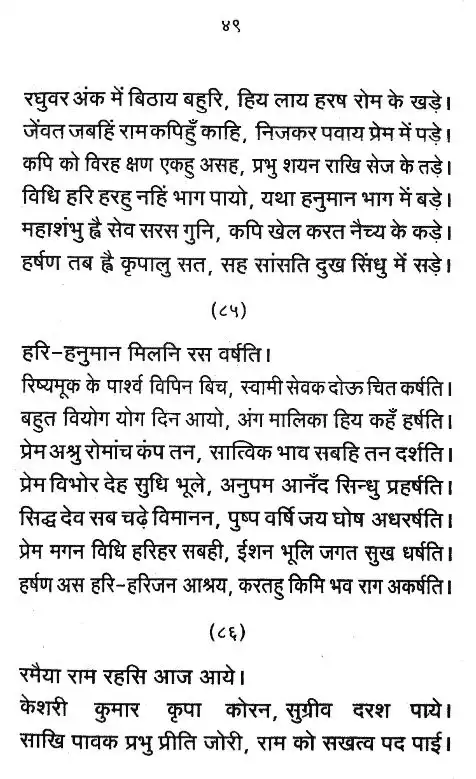 ४९
रघुवर अंक में बिठाय बहुरि, हिय लाय हरष रोम के खड़े।
जेंवत जबहिं राम कपिहुँ काहि, निजकर पवाय प्रेम में पड़े।
कपि को विरह क्षण एकहु असह, प्रभु शयन राखि सेज के तड़े।
विधि हरि हरहु नहिं भाग पायो, यथा हनुमान भाग में बड़े।
महाशंभु ह्वै सेव सरस गुनि, कपि खेल करत नैच्य के कड़े।
हर्षण तब ह्वै कृपालु सत, सह सांसति दुख सिंधु में सड़े।
(८५)
हरि-हनुमान मिलनि रस वर्षति।
रिष्यमूक के पार्श्व विपिन बिच, स्वामी सेवक दोऊ चित कर्षति।
बहुत वियोग योग दिन आयो, अंग मालिका हिय कहँ हर्षति।
प्रेम अश्रु रोमांच कंप तन, सात्विक भाव सबहि तन दर्शति।
प्रेम विभोर देह सुधि भूले, अनुपम आनँद सिन्धु प्रहर्षति।
सिद्ध देव सब चढ़े विमानन, पुष्प वर्षि जय घोष अधरर्षति।
प्रेम मगन विधि हरिहर सबही, ईशन भूलि जगत सुख धर्षति।
हर्षण अस हरि-हरिजन आश्रय, करतहु किमि भव राग अकर्षति।
(८६)
रमैया राम रहसि आज आये।
केशरी कुमार कृपा कोरन, सुग्रीव दरश पाये।
साखि पावक प्रभु प्रीति जोरी, राम को सखत्व पद पाई।